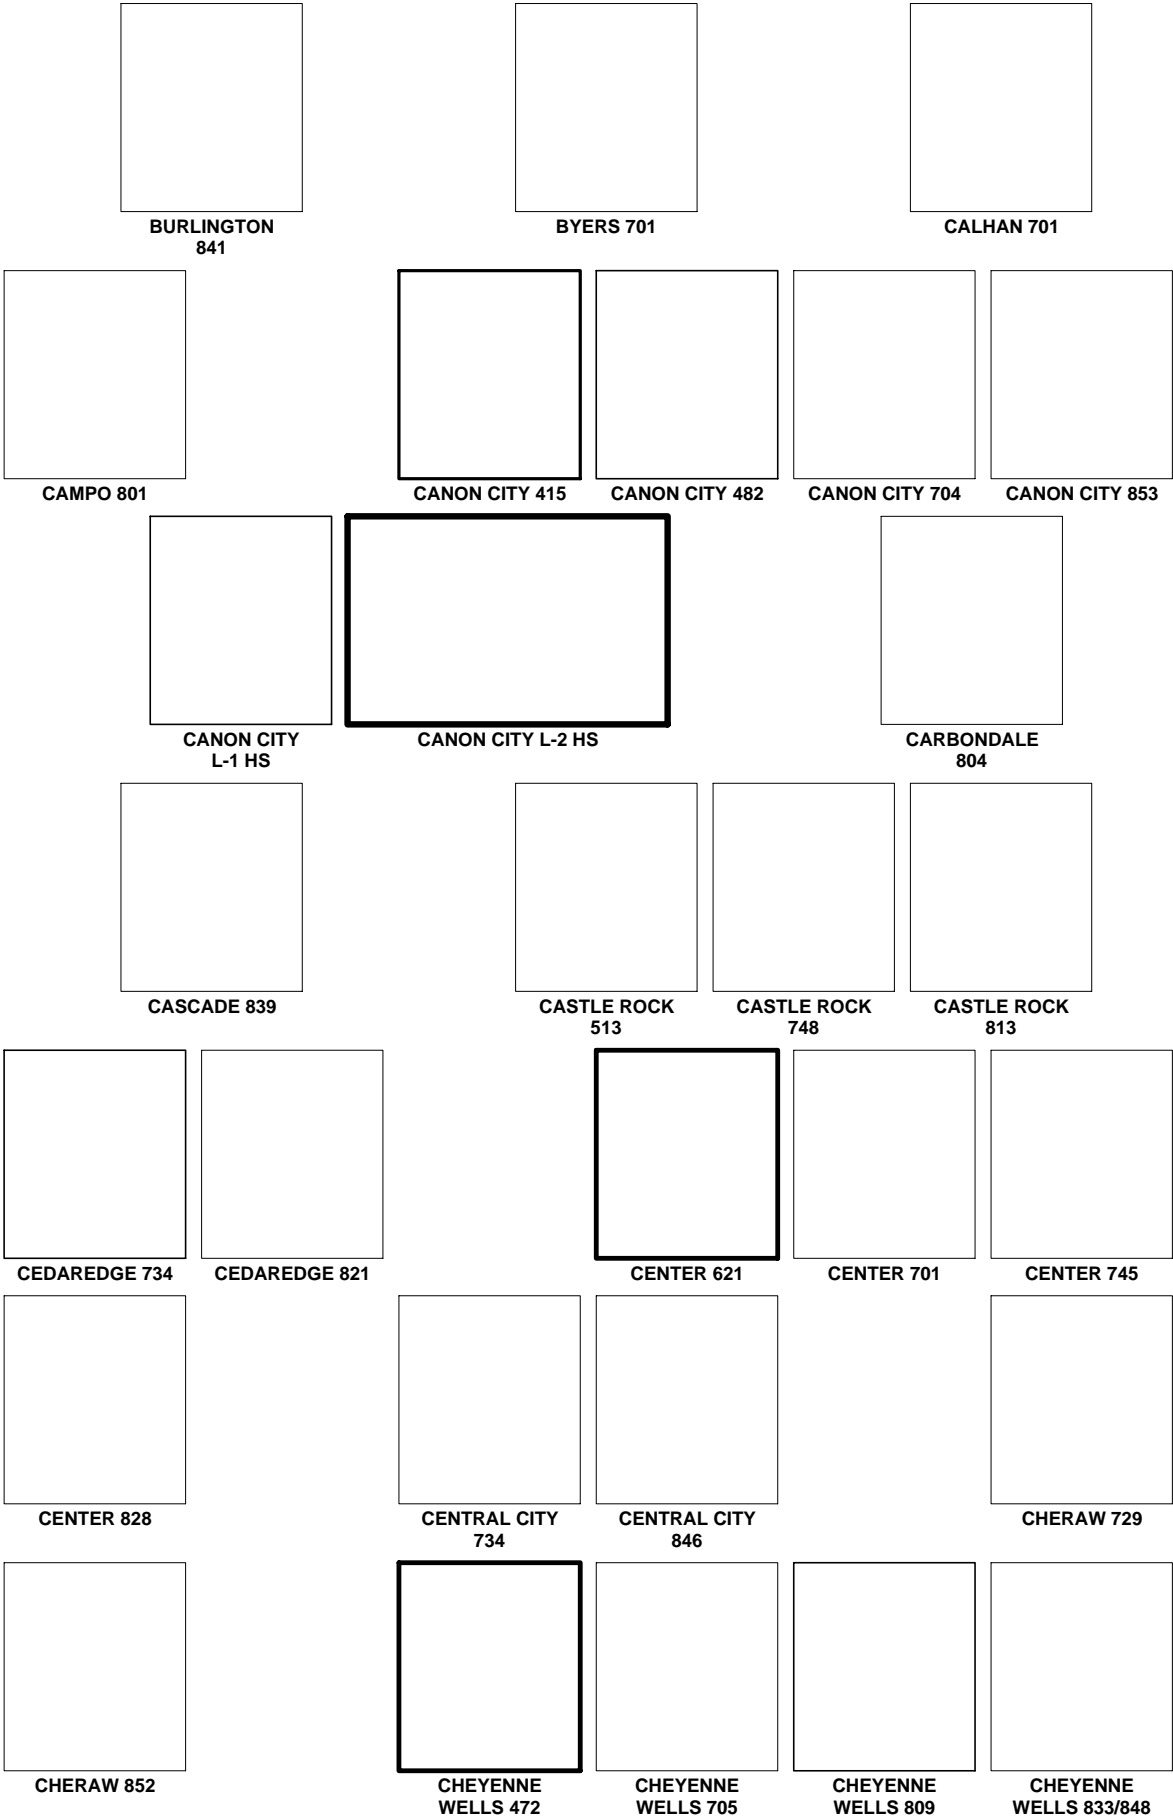 BURLINGTON
841
BYERS 701
CALHAN 701
CAMPO 801
CANON CITY 415
CANON CITY 482
CANON CITY 704
CANON CITY 853
CANON CITY
L-1 HS
CANON CITY L-2 HS
CARBONDALE
804
CASCADE 839
CASTLE ROCK
513
CASTLE ROCK
748
CASTLE ROCK
813
CEDAREDGE 734
CEDAREDGE 821
CENTER 621
CENTER 701
CENTER 745
CENTER 828
CENTRAL CITY
734
CENTRAL CITY
846
CHERAW 729
CHERAW 852
CHEYENNE
WELLS 472
CHEYENNE
WELLS 705
CHEYENNE
WELLS 809
CHEYENNE
WELLS 833/848